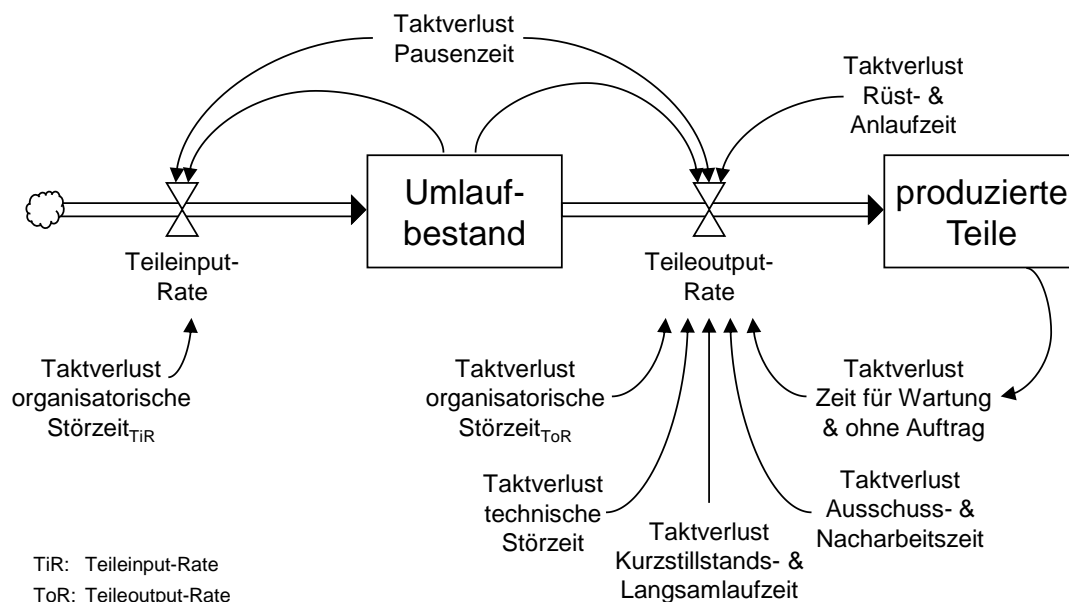 Taktverlust
Pausenzeit
Taktverlust
Rüst- &
Anlaufzeit
Umlauf-
bestand
produzierte
Teile
Teileinput-
Rate
Teileoutput-
Rate
Taktverlust
organisatorische
Störzeit_TiR
Taktverlust
organisatorische
Störzeit_ToR
Taktverlust
Zeit für Wartung
& ohne Auftrag
Taktverlust
technische
Störzeit
Taktverlust
Kurzstillstands- &
Langsamlaufzeit
Taktverlust
Ausschuss- &
Nacharbeitszeit
TiR: Teileinput-Rate
ToR: Teileoutput-Rate